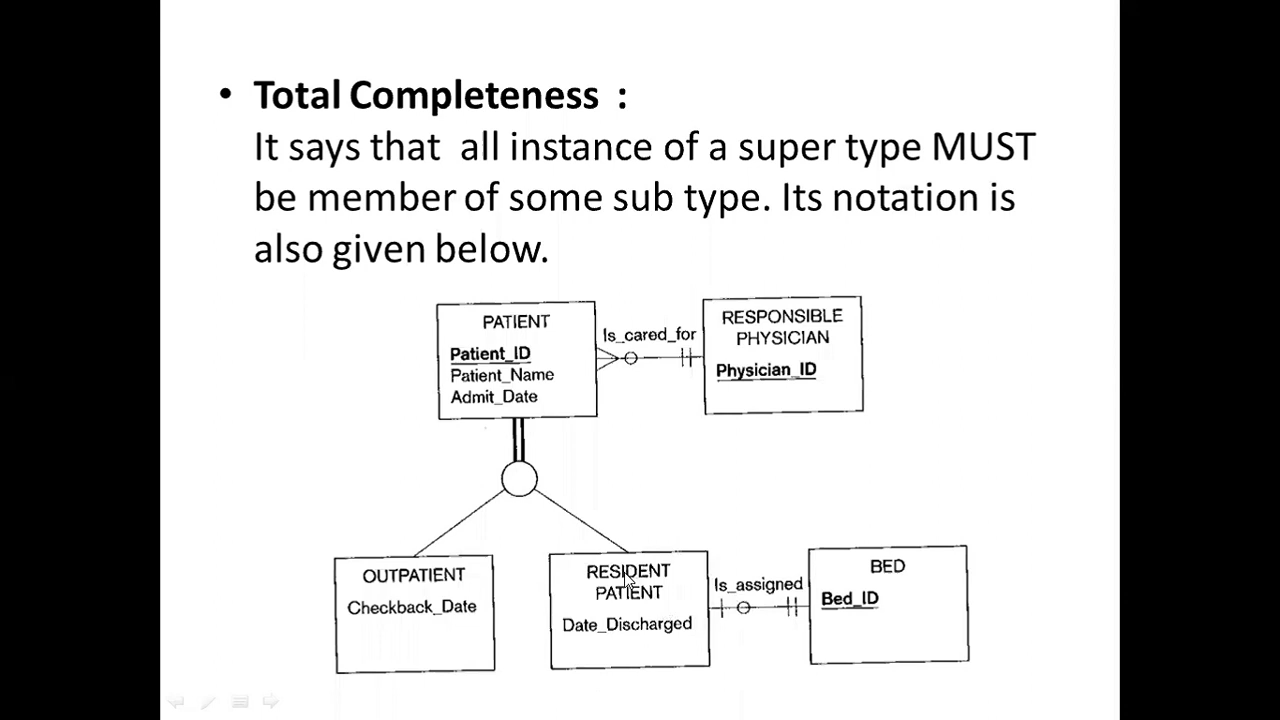 • Total Completeness :
It says that all instance of a super type MUST
be member of some sub type. Its notation is
also given below.
PATIENT
Patient_ID
Patient_Name
Admit_Date
Is_cared_for
RESPONSIBLE
PHYSICIAN
Physician_ID
OUTPATIENT
Checkback_Date
RESIDENT
PATIENT
Date_Discharged
Is_assigned
BED
Bed_ID